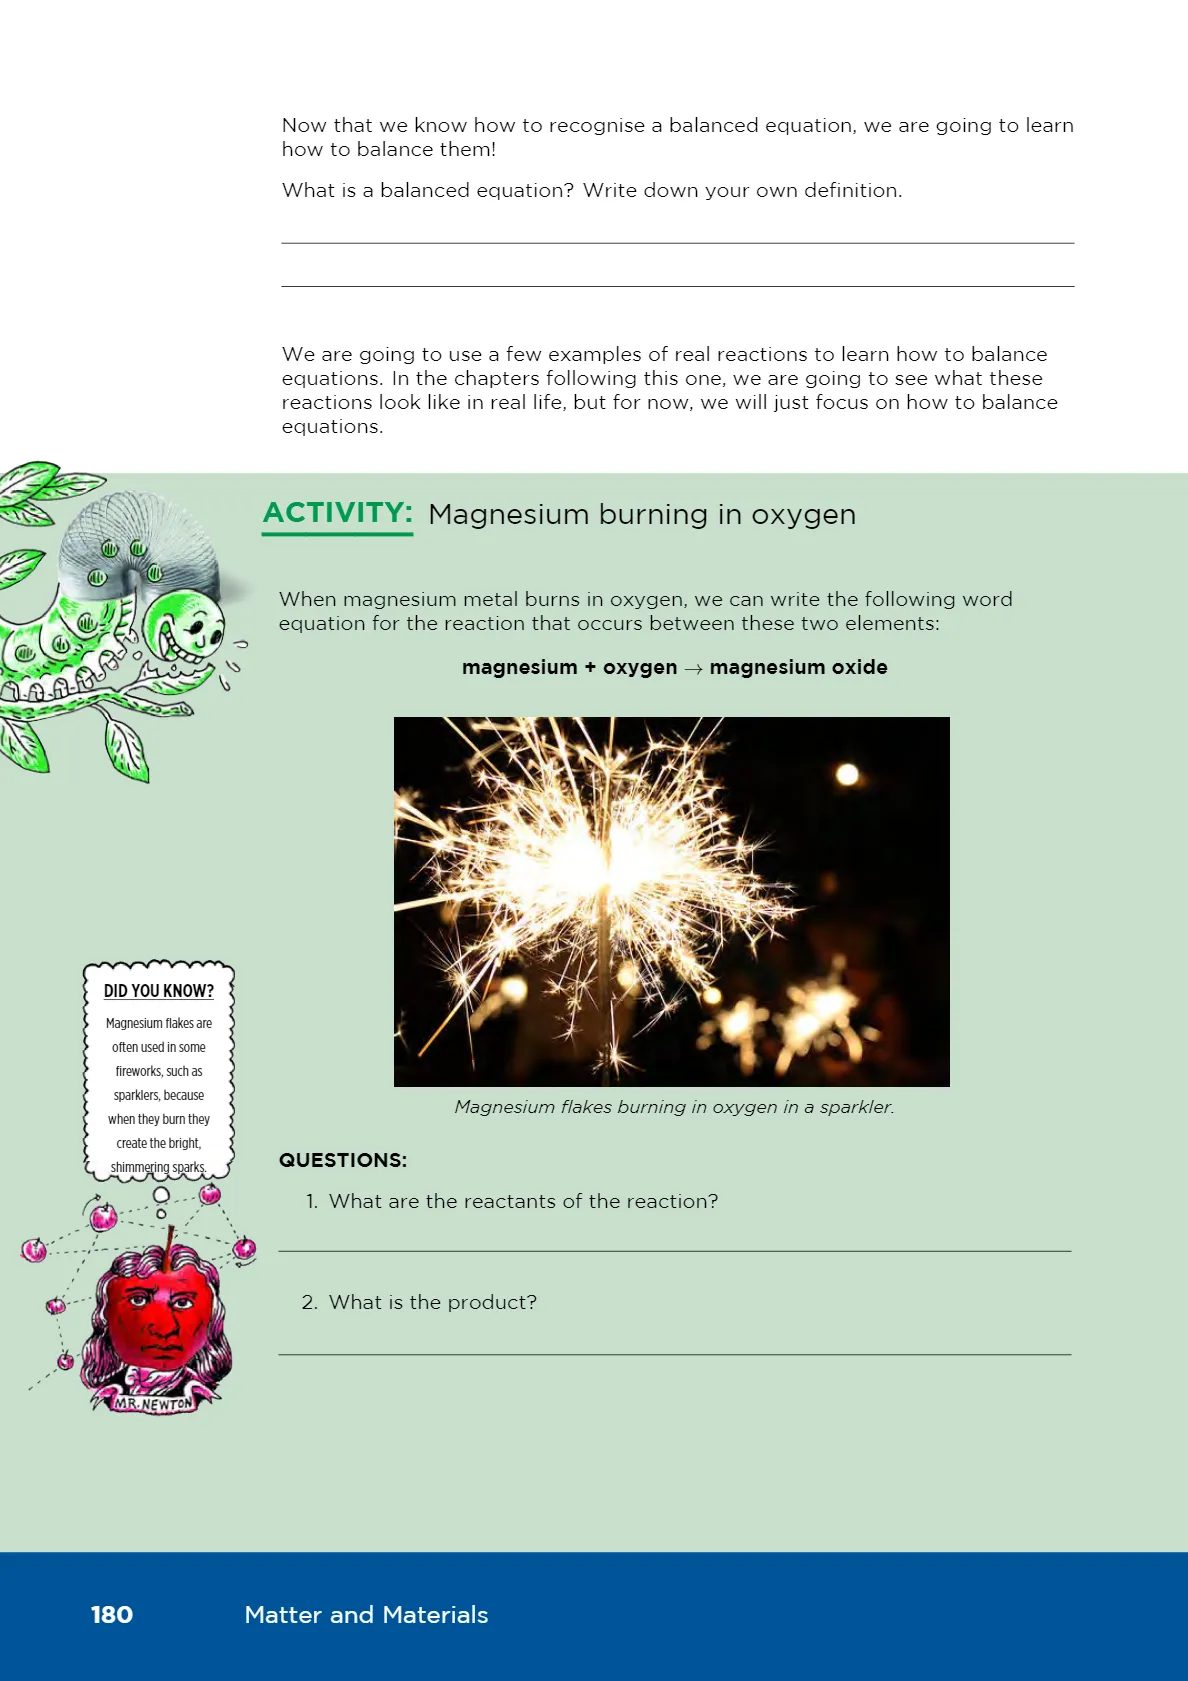 Now that we know how to recognise a balanced equation, we are going to learn
how to balance them!
What is a balanced equation? Write down your own definition.
We are going to use a few examples of real reactions to learn how to balance
equations. In the chapters following this one, we are going to see what these
reactions look like in real life, but for now, we will just focus on how to balance
equations.
ACTIVITY: Magnesium burning in oxygen
When magnesium metal burns in oxygen, we can write the following word
equation for the reaction that occurs between these two elements:
magnesium + oxygen → magnesium oxide
Magnesium flakes burning in oxygen in a sparkler.
DID YOU KNOW?
Magnesium flakes are
often used in some
fireworks, such as
sparklers, because
when they burn they
create the bright,
shimmering sparks.
MR. NEWTON
QUESTIONS:
1. What are the reactants of the reaction?
2. What is the product?
180 Matter and Materials